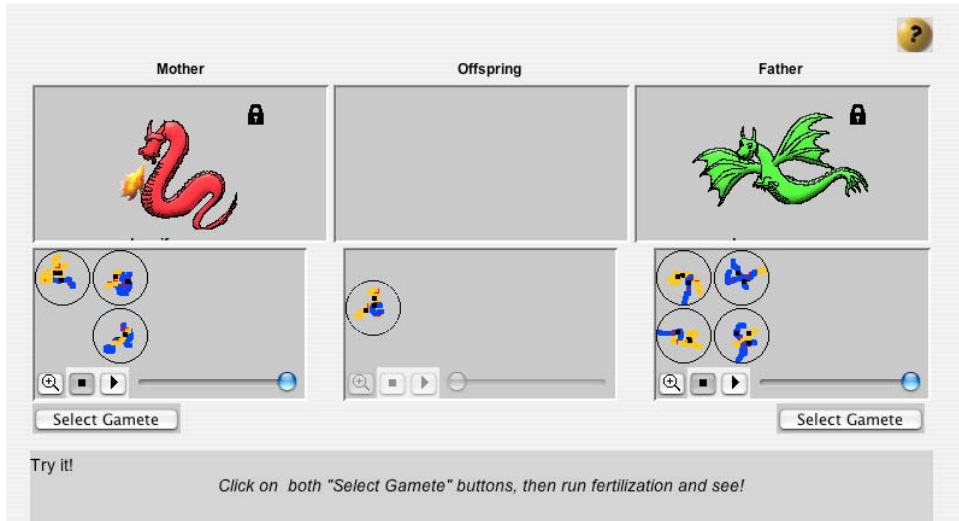 ?
Mother
Offspring
Father
Select Gamete
Select Gamete
Try it!
Click on both "Select Gamete" buttons, then run fertilization and see!